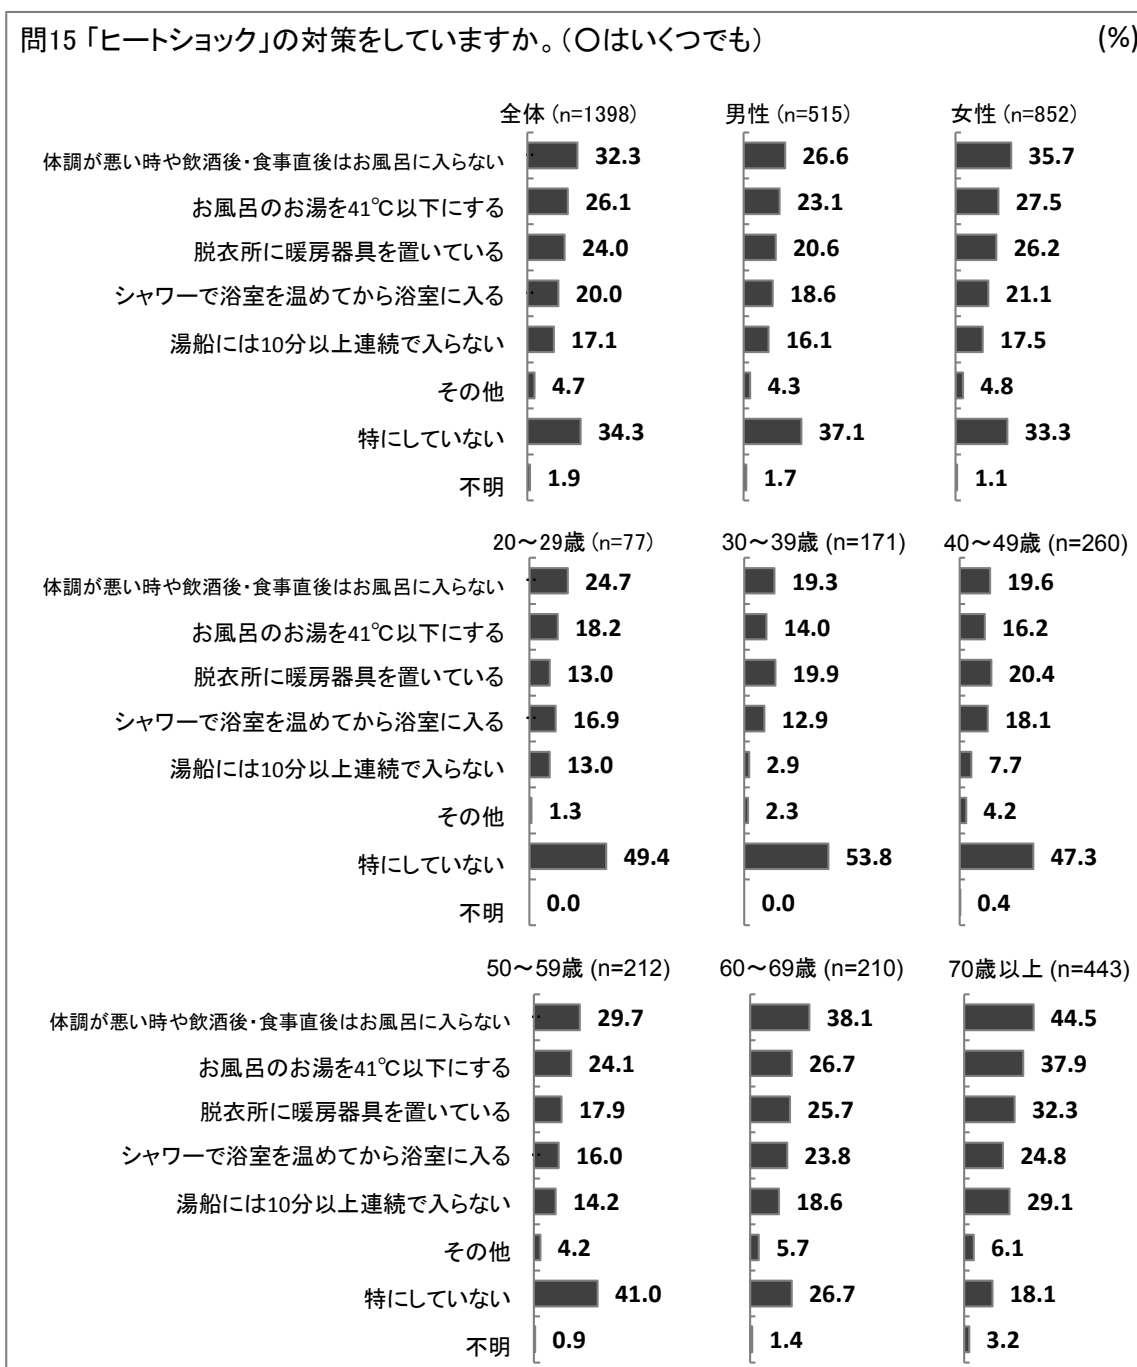 問15 「ヒートショック」の対策をしていますか。(○はいくつでも) (%)
全体 (n=1398) 男性 (n=515) 女性 (n=852)
体調が悪い時や飲酒後・食事直後はお風呂に入らない 32.3 26.6 35.7
お風呂のお湯を41℃以下にする 26.1 23.1 27.5
脱衣所に暖房器具を置いている 24.0 20.6 26.2
シャワーで浴室を温めてから浴室に入る 20.0 18.6 21.1
湯船には10分以上連続で入らない 17.1 16.1 17.5
その他 4.7 4.3 4.8
特にしていない 34.3 37.1 33.3
不明 1.9 1.7 1.1
20～29歳 (n=77) 30～39歳 (n=171) 40～49歳 (n=260)
体調が悪い時や飲酒後・食事直後はお風呂に入らない 24.7 19.3 19.6
お風呂のお湯を41℃以下にする 18.2 14.0 16.2
脱衣所に暖房器具を置いている 13.0 19.9 20.4
シャワーで浴室を温めてから浴室に入る 16.9 12.9 18.1
湯船には10分以上連続で入らない 13.0 2.9 7.7
その他 1.3 2.3 4.2
特にしていない 49.4 53.8 47.3
不明 0.0 0.0 0.4
50～59歳 (n=212) 60～69歳 (n=210) 70歳以上 (n=443)
体調が悪い時や飲酒後・食事直後はお風呂に入らない 29.7 38.1 44.5
お風呂のお湯を41℃以下にする 24.1 26.7 37.9
脱衣所に暖房器具を置いている 17.9 25.7 32.3
シャワーで浴室を温めてから浴室に入る 16.0 23.8 24.8
湯船には10分以上連続で入らない 14.2 18.6 29.1
その他 4.2 5.7 6.1
特にしていない 41.0 26.7 18.1
不明 0.9 1.4 3.2